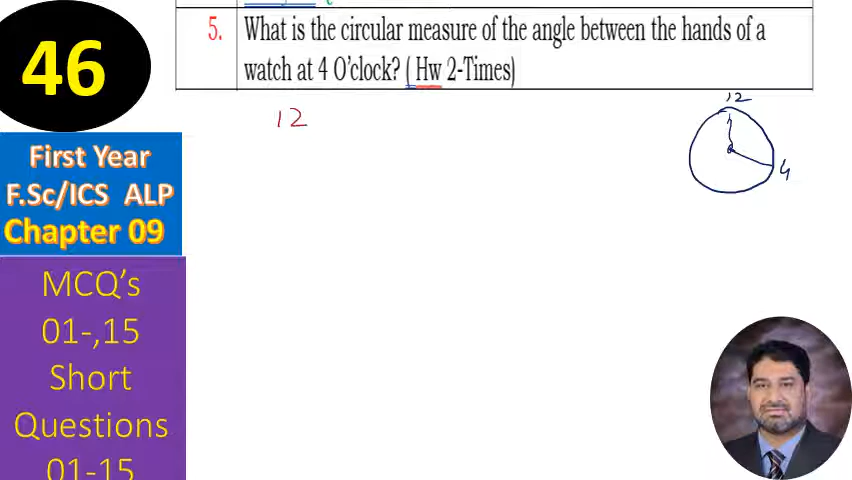 46
First Year
F.Sc/ICS ALP
Chapter 09
MCQ's
01-,15
Short
Questions
01-15
5. What is the circular measure of the angle between the hands of a
watch at 4 O'clock? ( Hw 2-Times)
12
12
4